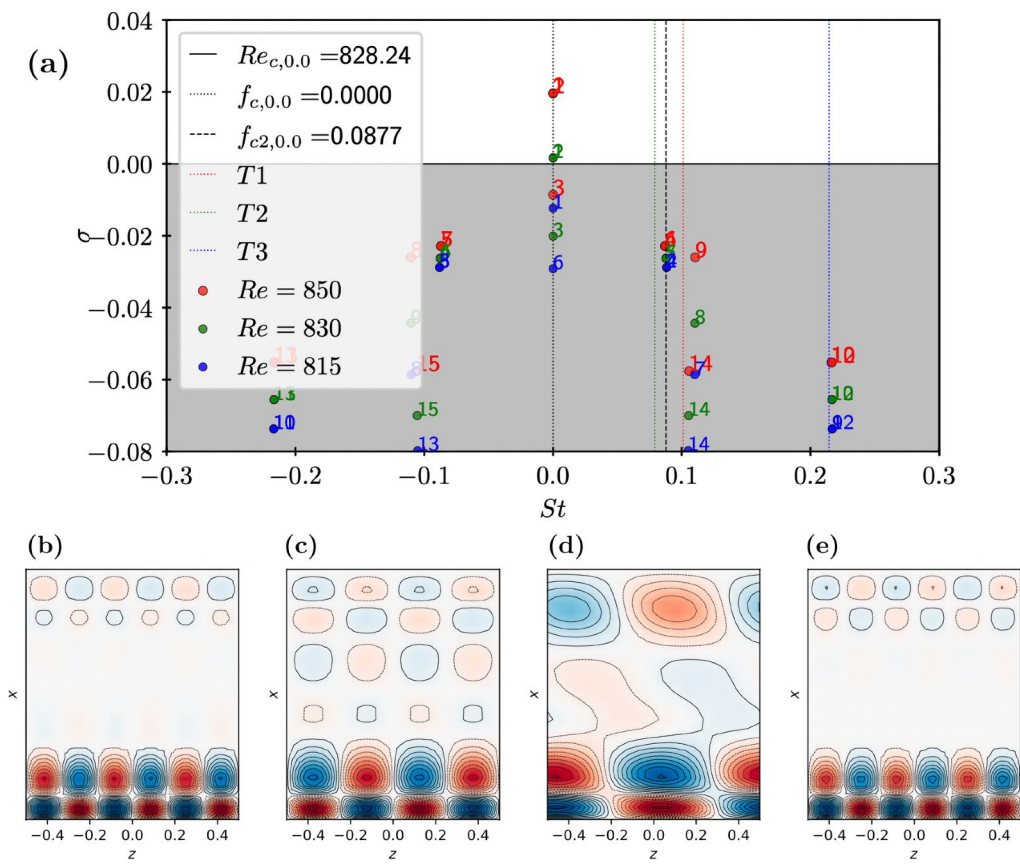 (a)
0.04
0.02
0.00
−0.02
−0.04
−0.06
−0.08
σ
Re_{c,0.0} =828.24
f_{c,0.0} =0.0000
f_{c2,0.0} =0.0877
T1
T2
T3
Re = 850
Re = 830
Re = 815
3
1
3
6
9
8
14
7
14
14
15
15
13
10
12
−0.3 −0.2 −0.1 0.0 0.1 0.2 0.3
St
(b) (c) (d) (e)
x x x x
−0.4 −0.2 0.0 0.2 0.4 −0.4 −0.2 0.0 0.2 0.4 −0.4 −0.2 0.0 0.2 0.4 −0.4 −0.2 0.0 0.2 0.4
z z z z